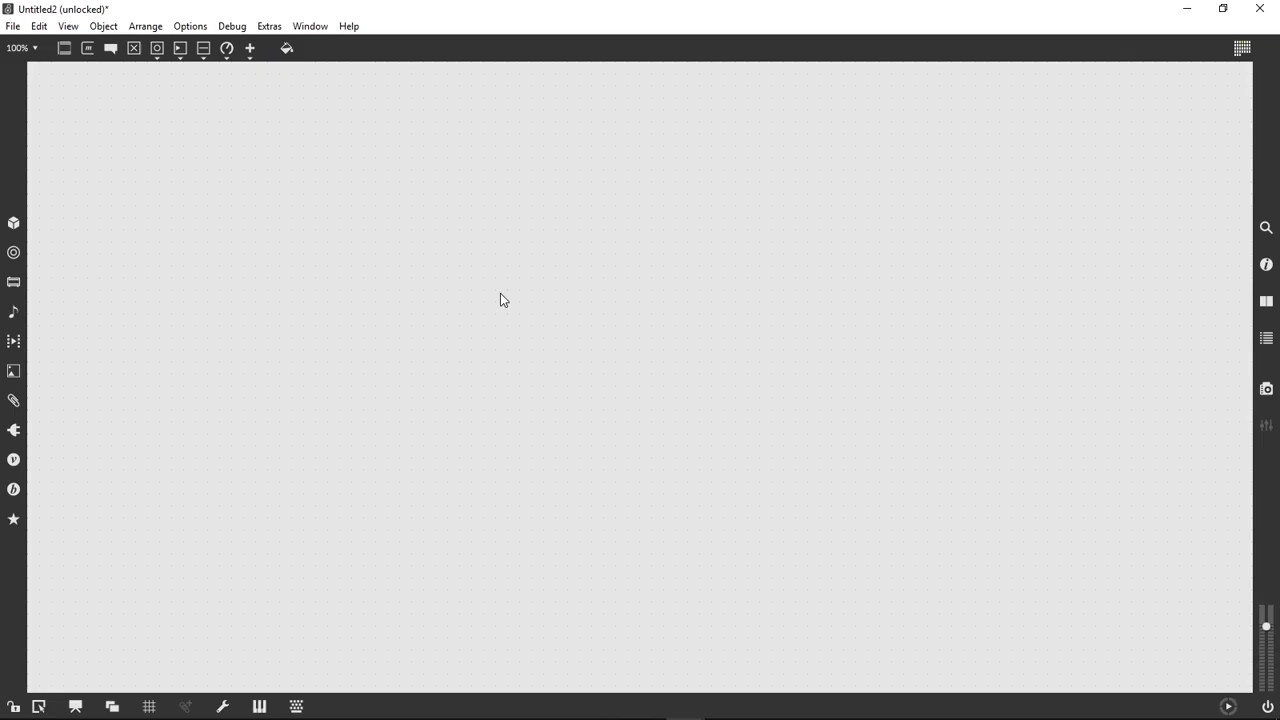 Untitled2 (unlocked)*
File Edit View Object Arrange Options Debug Extras Window Help
100%